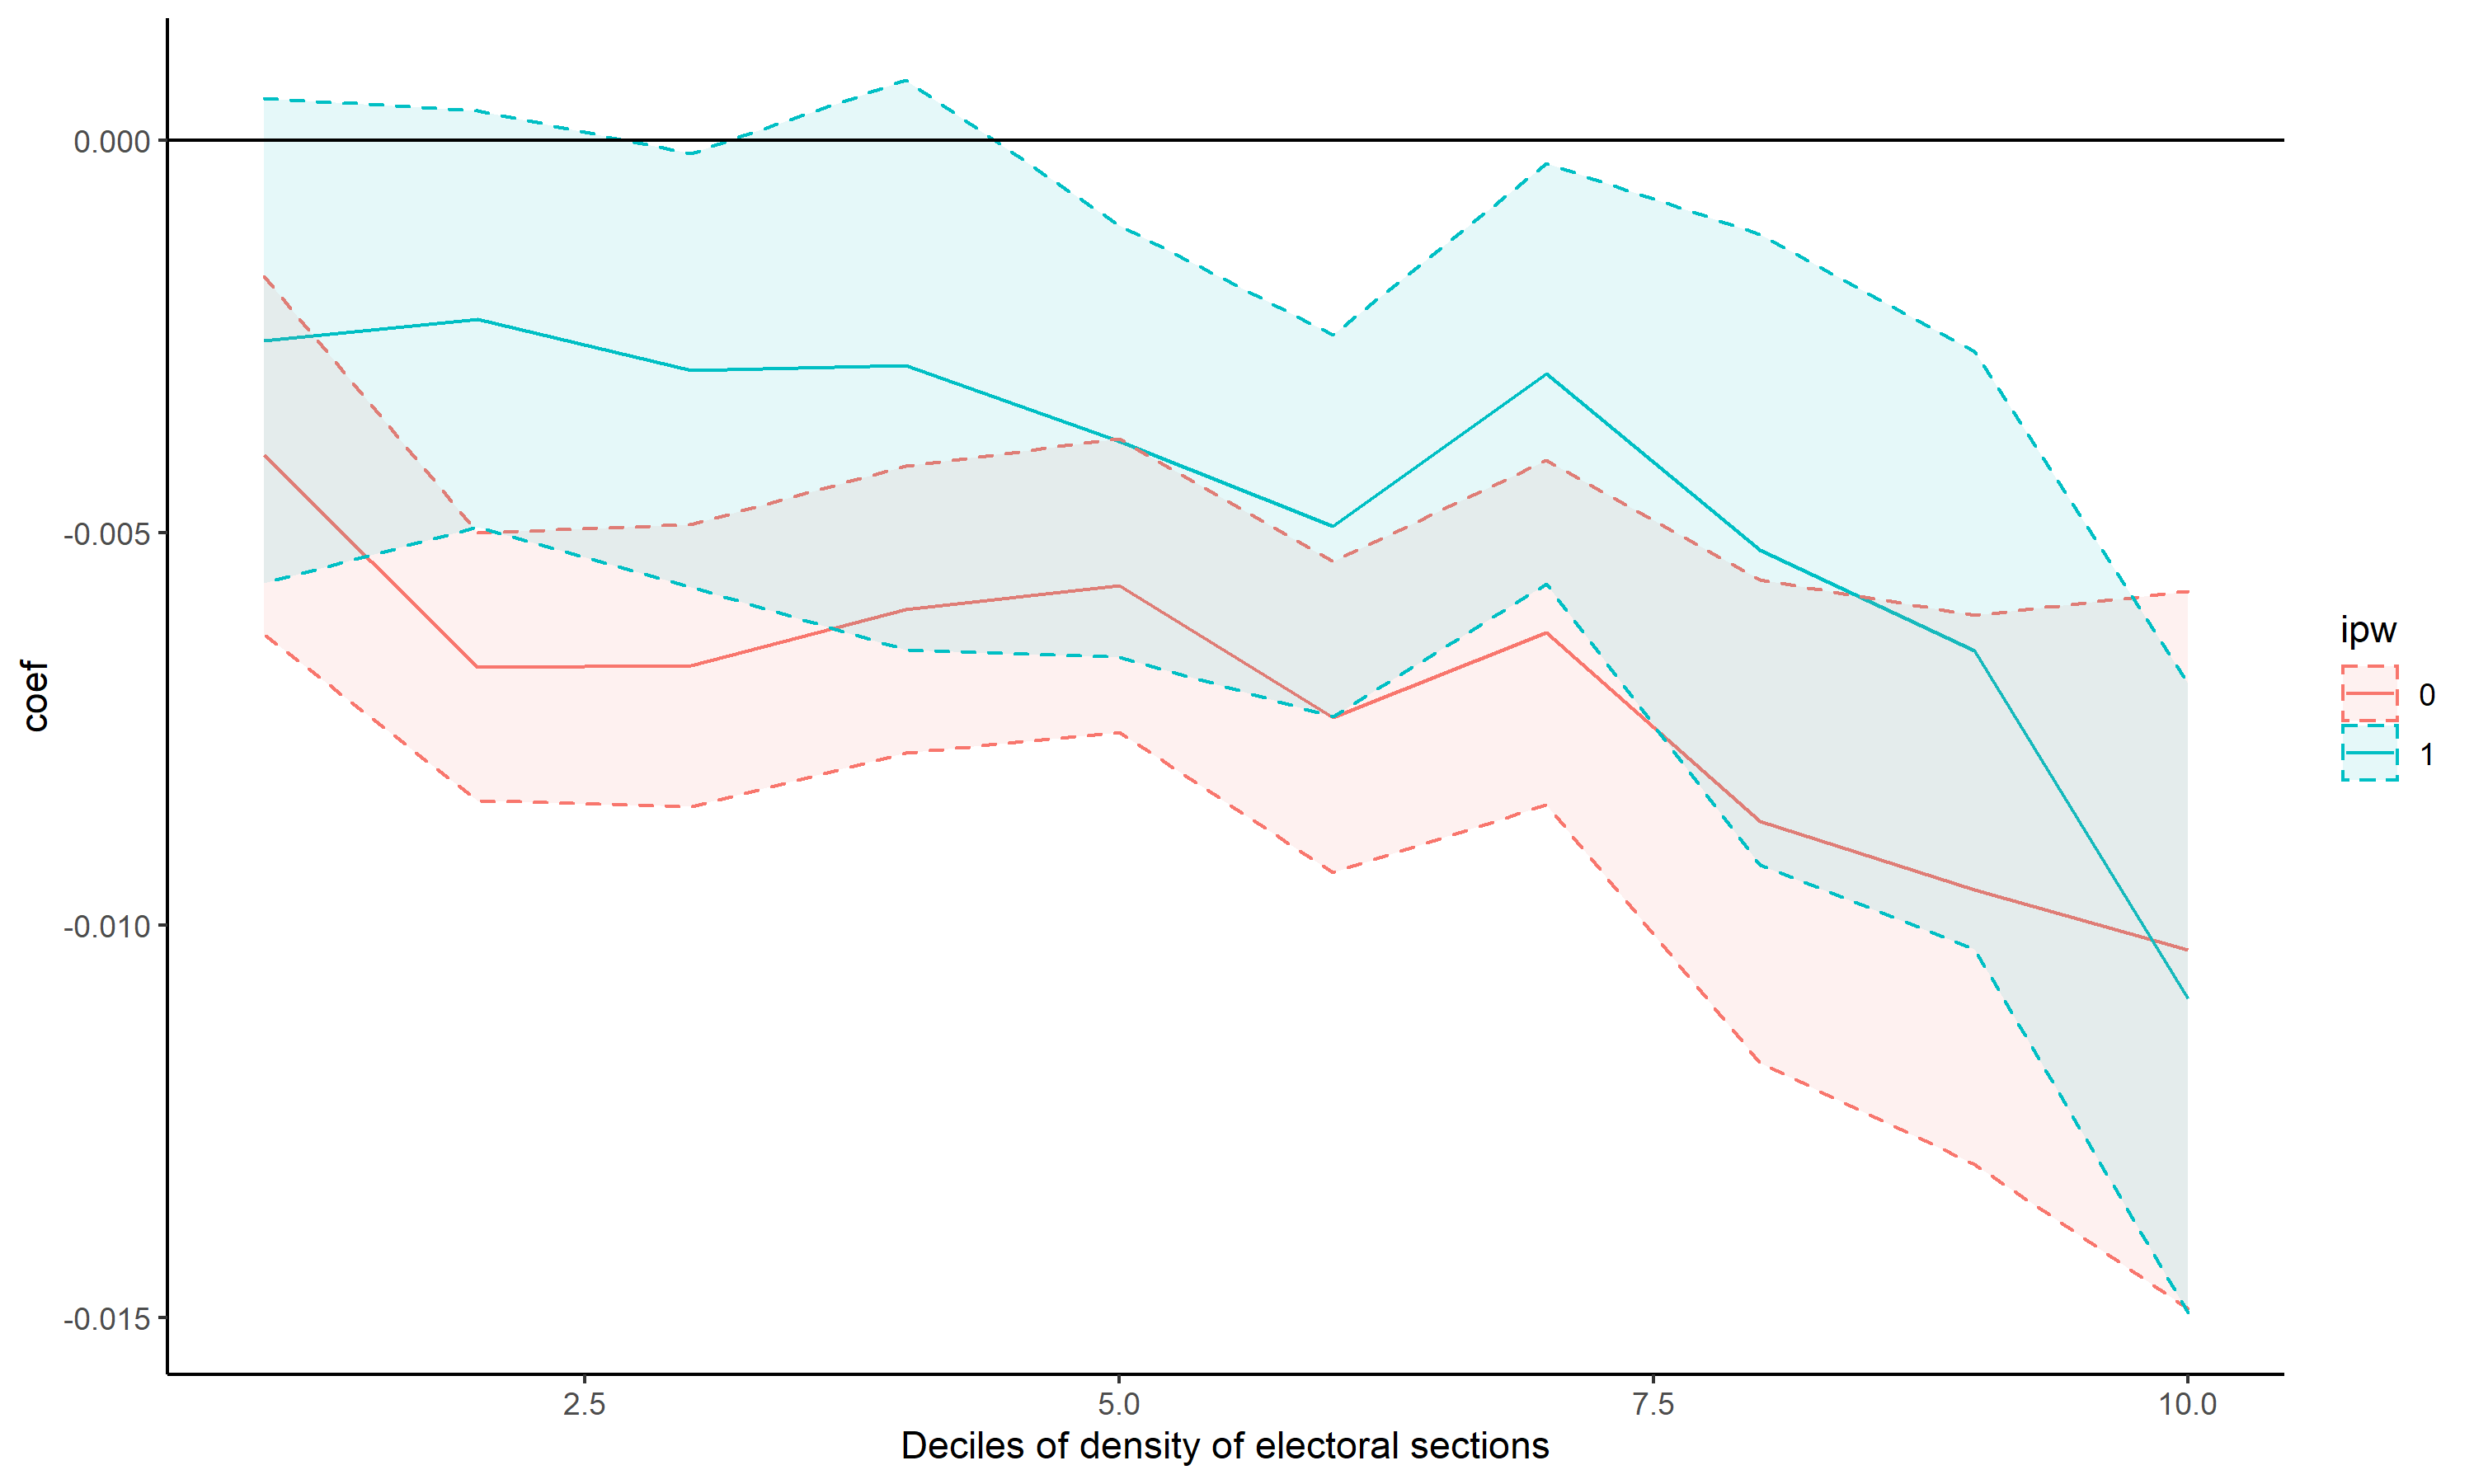 0.000
-0.005
-0.010
-0.015
coef
2.5 5.0 7.5 10.0
Deciles of density of electoral sections
ipw
0
1